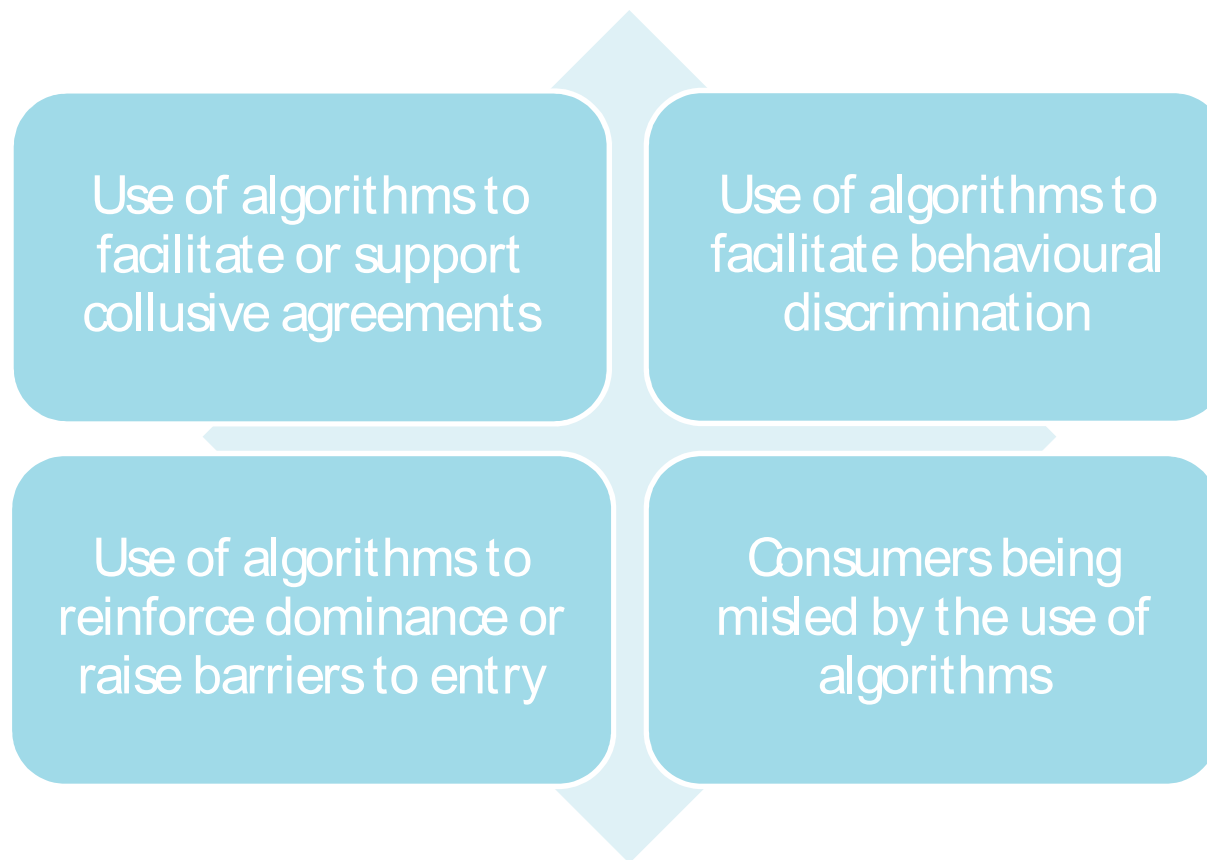 Use of algorithms to
facilitate or support
collusive agreements
Use of algorithms to
facilitate behavioural
discrimination
Use of algorithms to
reinforce dominance or
raise barriers to entry
Consumers being
misled by the use of
algorithms